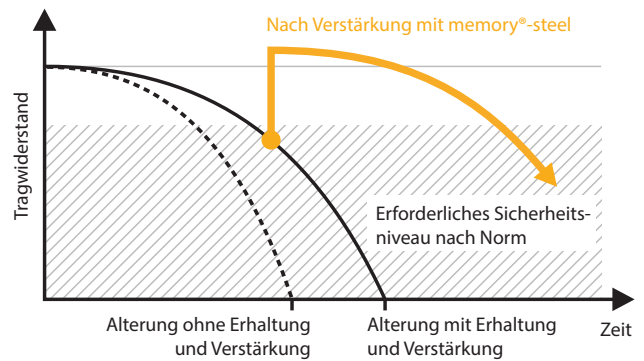 Nach Verstärkung mit memory®-steel
Tragwiderstand
Erforderliches Sicherheits-
niveau nach Norm
Alterung ohne Erhaltung
und Verstärkung
Alterung mit Erhaltung
und Verstärkung
Zeit